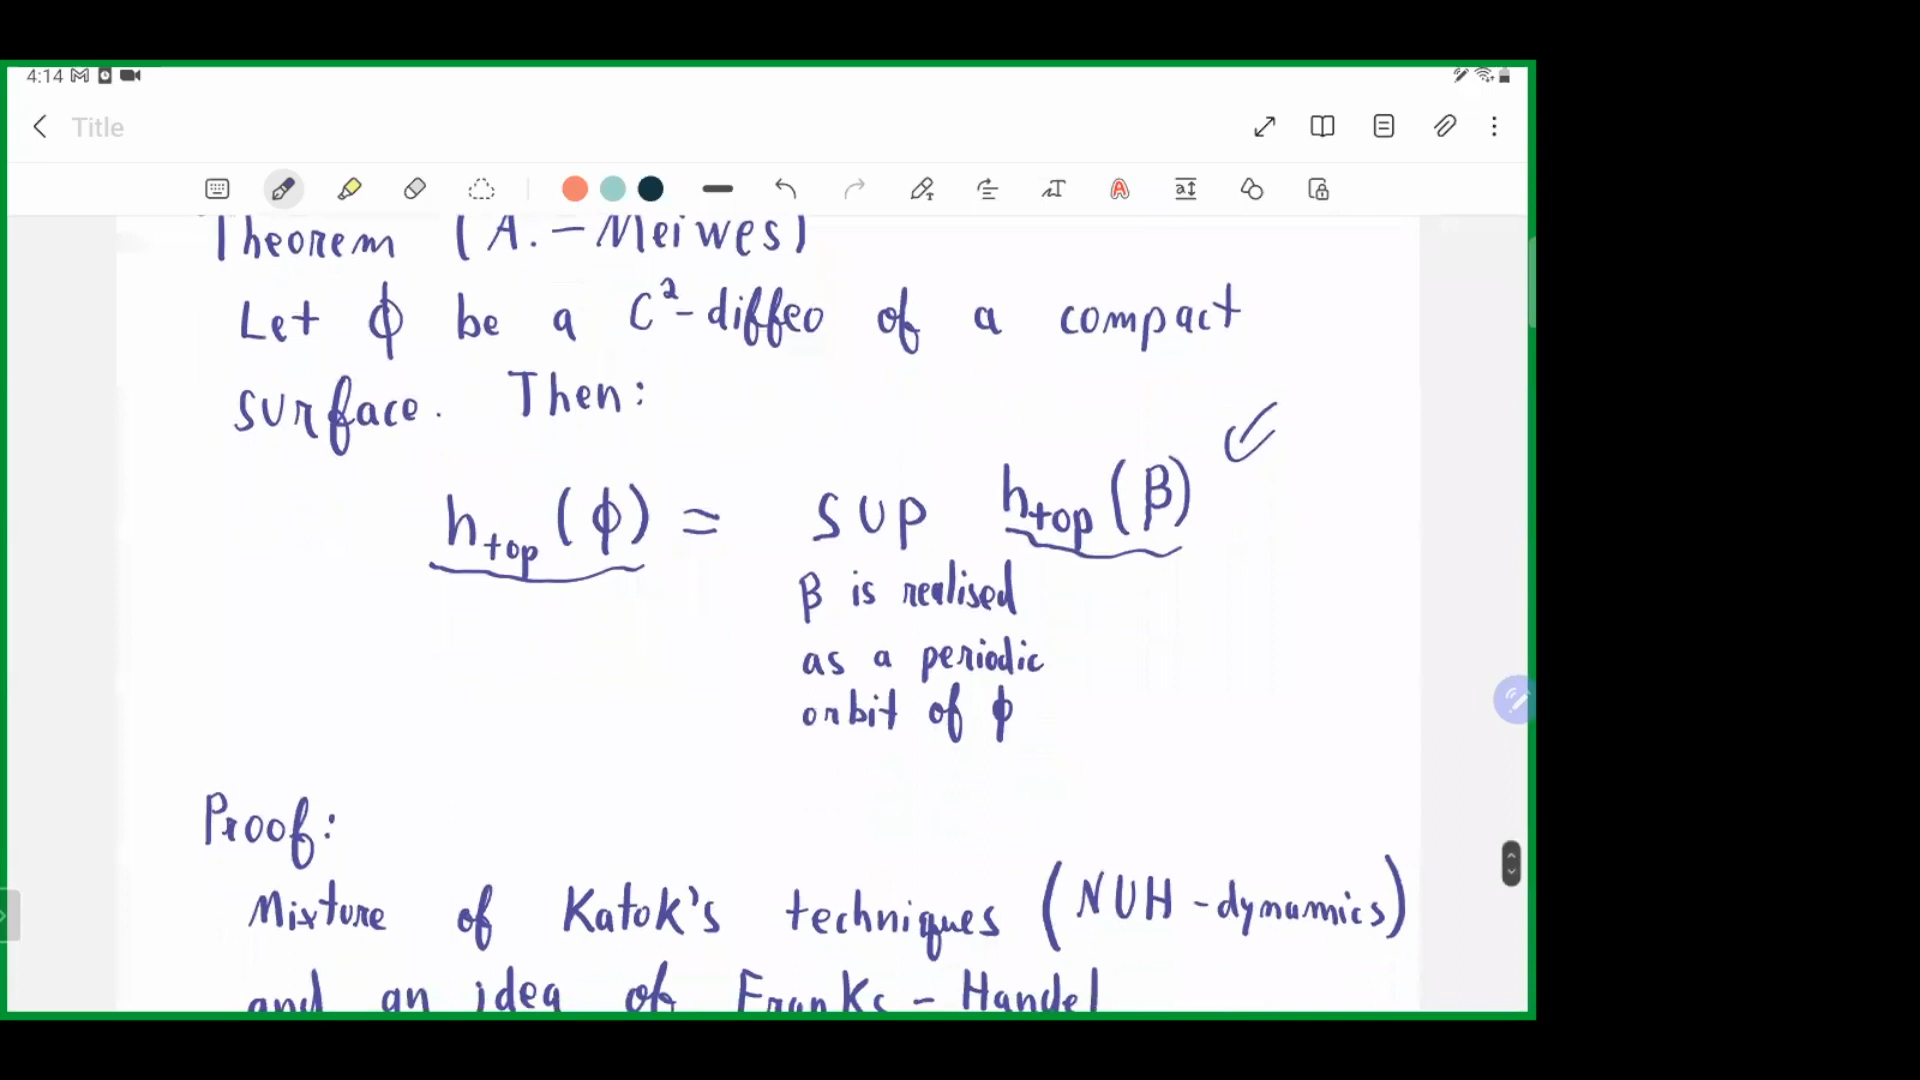 4:14
Title
Theorem (A. - Meiwes)
Let ϕ be a C²-diffeo of a compact
surface. Then:
h_top (ϕ) = sup h_top (β)
β is realised
as a periodic
orbit of ϕ
Proof:
Mixture of Katok's techniques (NUH-dynamics)
and an idea of Franks - Handel